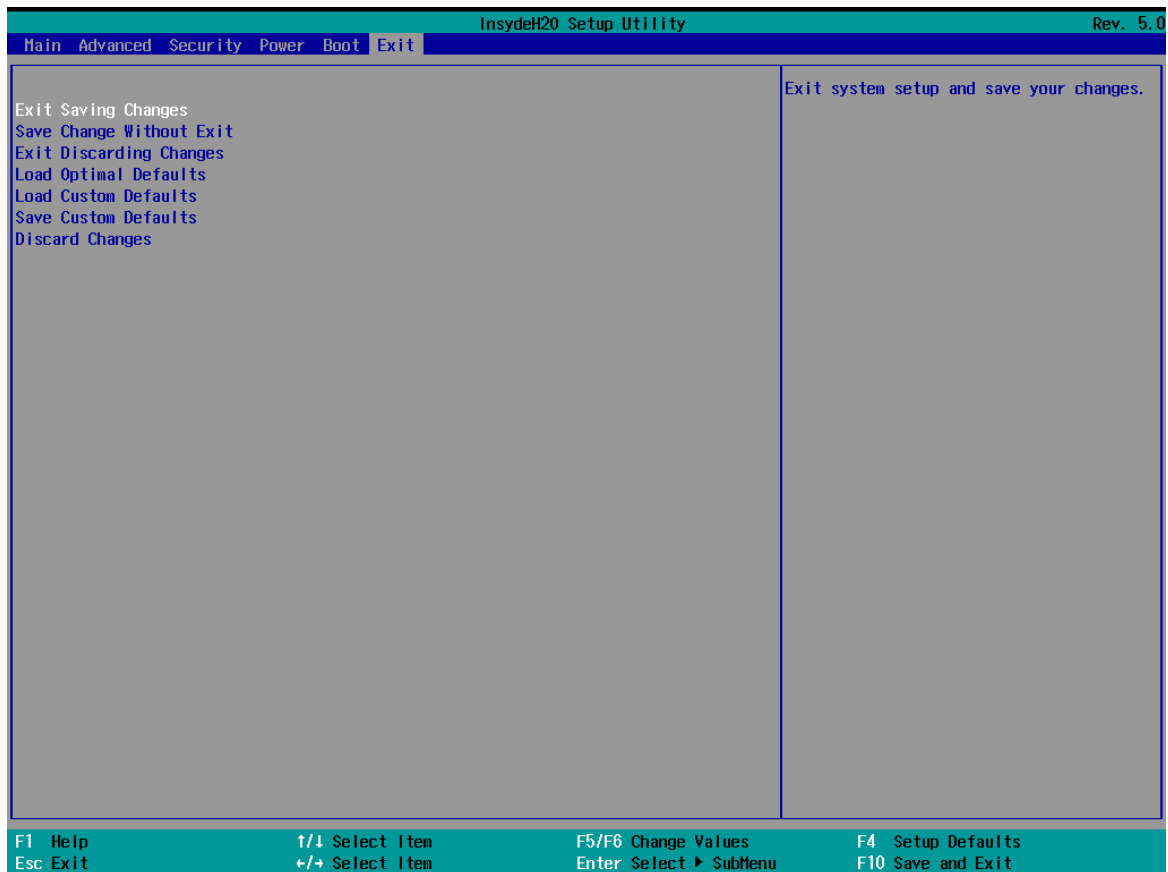 InsydeH20 Setup Utility Rev. 5.0
Main Advanced Security Power Boot Exit
Exit system setup and save your changes.
Exit Saving Changes
Save Change Without Exit
Exit Discarding Changes
Load Optimal Defaults
Load Custom Defaults
Save Custom Defaults
Discard Changes
F1 Help ↑/↓ Select Item F5/F6 Change Values F4 Setup Defaults
Esc Exit ←/→ Select Item Enter Select ▶ SubMenu F10 Save and Exit